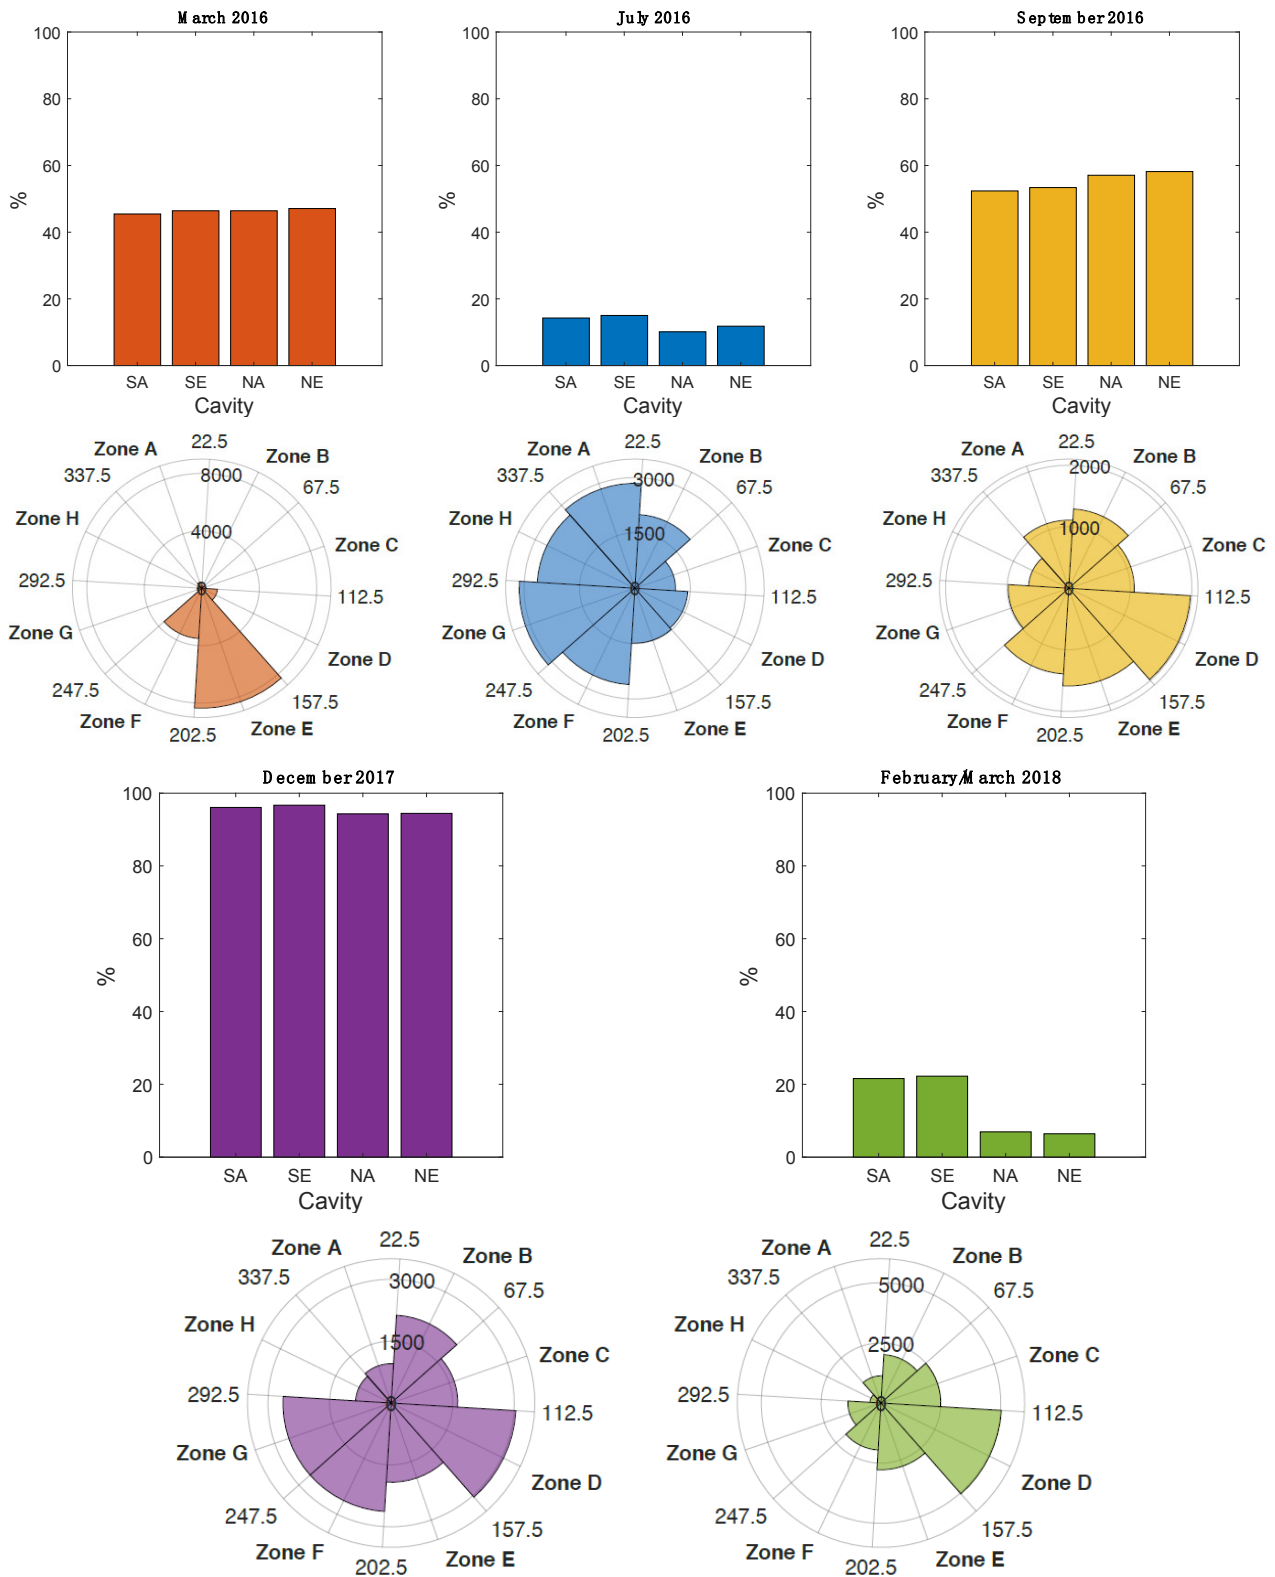 March 2016
July 2016
September 2016
100
80
60
40
20
0
%
SA SE NA NE
Cavity
100
80
60
40
20
0
%
SA SE NA NE
Cavity
100
80
60
40
20
0
%
SA SE NA NE
Cavity
Zone A 22.5 Zone B
337.5 8000 67.5
Zone H 4000 Zone C
292.5 0 112.5
Zone G Zone D
247.5 157.5
Zone F 202.5 Zone E
Zone A 22.5 Zone B
337.5 3000 67.5
Zone H 1500 Zone C
292.5 0 112.5
Zone G Zone D
247.5 157.5
Zone F 202.5 Zone E
Zone A 22.5 Zone B
337.5 2000 67.5
Zone H 1000 Zone C
292.5 0 112.5
Zone G Zone D
247.5 157.5
Zone F 202.5 Zone E
December 2017
February/March 2018
100
80
60
40
20
0
%
SA SE NA NE
Cavity
100
80
60
40
20
0
%
SA SE NA NE
Cavity
Zone A 22.5 Zone B
337.5 3000 67.5
Zone H 1500 Zone C
292.5 0 112.5
Zone G Zone D
247.5 157.5
Zone F 202.5 Zone E
Zone A 22.5 Zone B
337.5 5000 67.5
Zone H 2500 Zone C
292.5 0 112.5
Zone G Zone D
247.5 157.5
Zone F 202.5 Zone E